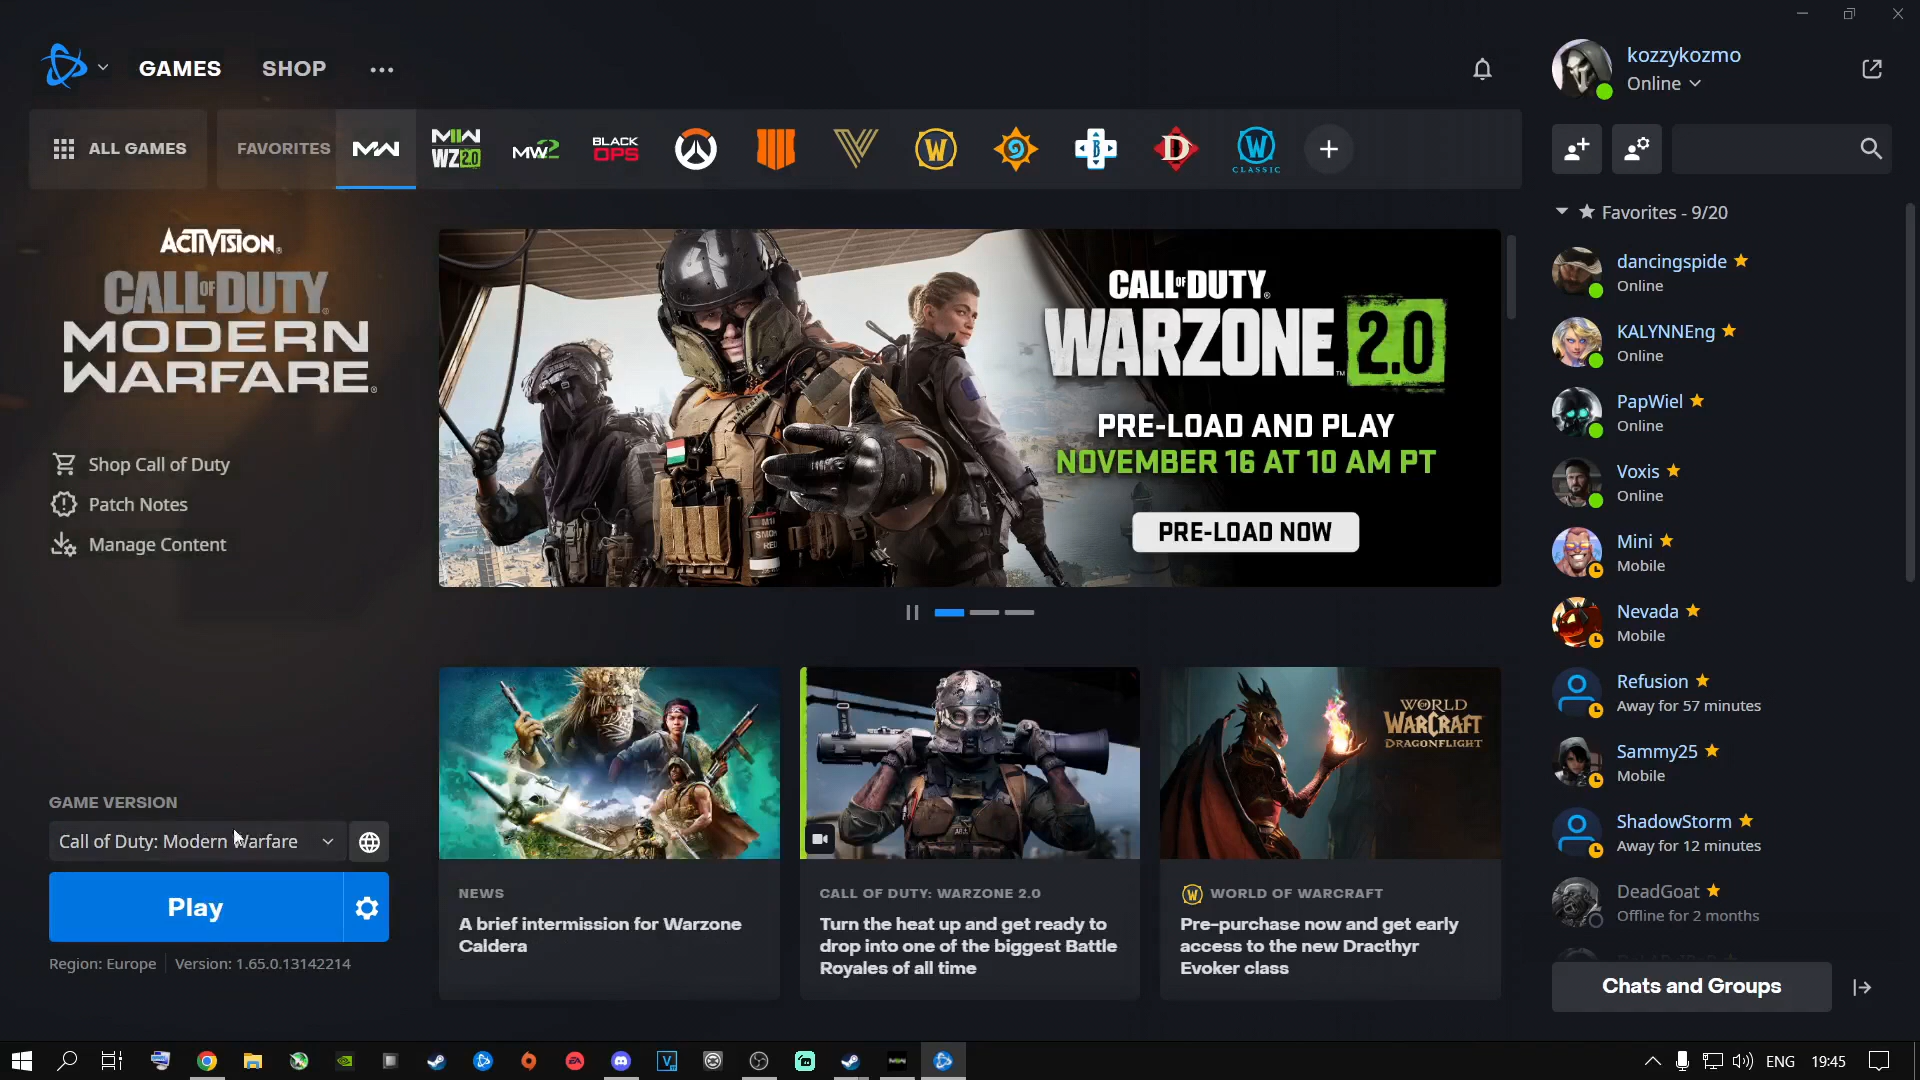 GAMES
SHOP
kozzykozmo
Online
ALL GAMES
FAVORITES
MW
MW
WZ 2.0
MW2
BLACK
OPS
W
B
D
W
CLASSIC
Favorites - 9/20
ACTIVISION
CALL OF DUTY
MODERN
WARFARE
Shop Call of Duty
Patch Notes
Manage Content
CALL OF DUTY
WARZONE 2.0
PRE-LOAD AND PLAY
NOVEMBER 16 AT 10 AM PT
PRE-LOAD NOW
dancingspide
Online
KALYNNEng
Online
PapWiel
Online
Voxis
Online
Mini
Mobile
Nevada
Mobile
Refusion
Away for 57 minutes
Sammy25
Mobile
ShadowStorm
Away for 12 minutes
DeadGoat
Offline for 2 months
Chats and Groups
GAME VERSION
Call of Duty: Modern Warfare
Play
Region: Europe
Version: 1.65.0.13142214
NEWS
A brief intermission for Warzone
Caldera
CALL OF DUTY: WARZONE 2.0
Turn the heat up and get ready to
drop into one of the biggest Battle
Royales of all time
WORLD
WARCRAFT
DRAGONFLIGHT
WORLD OF WARCRAFT
Pre-purchase now and get early
access to the new Dracthyr
Evoker class
ENG
19:45